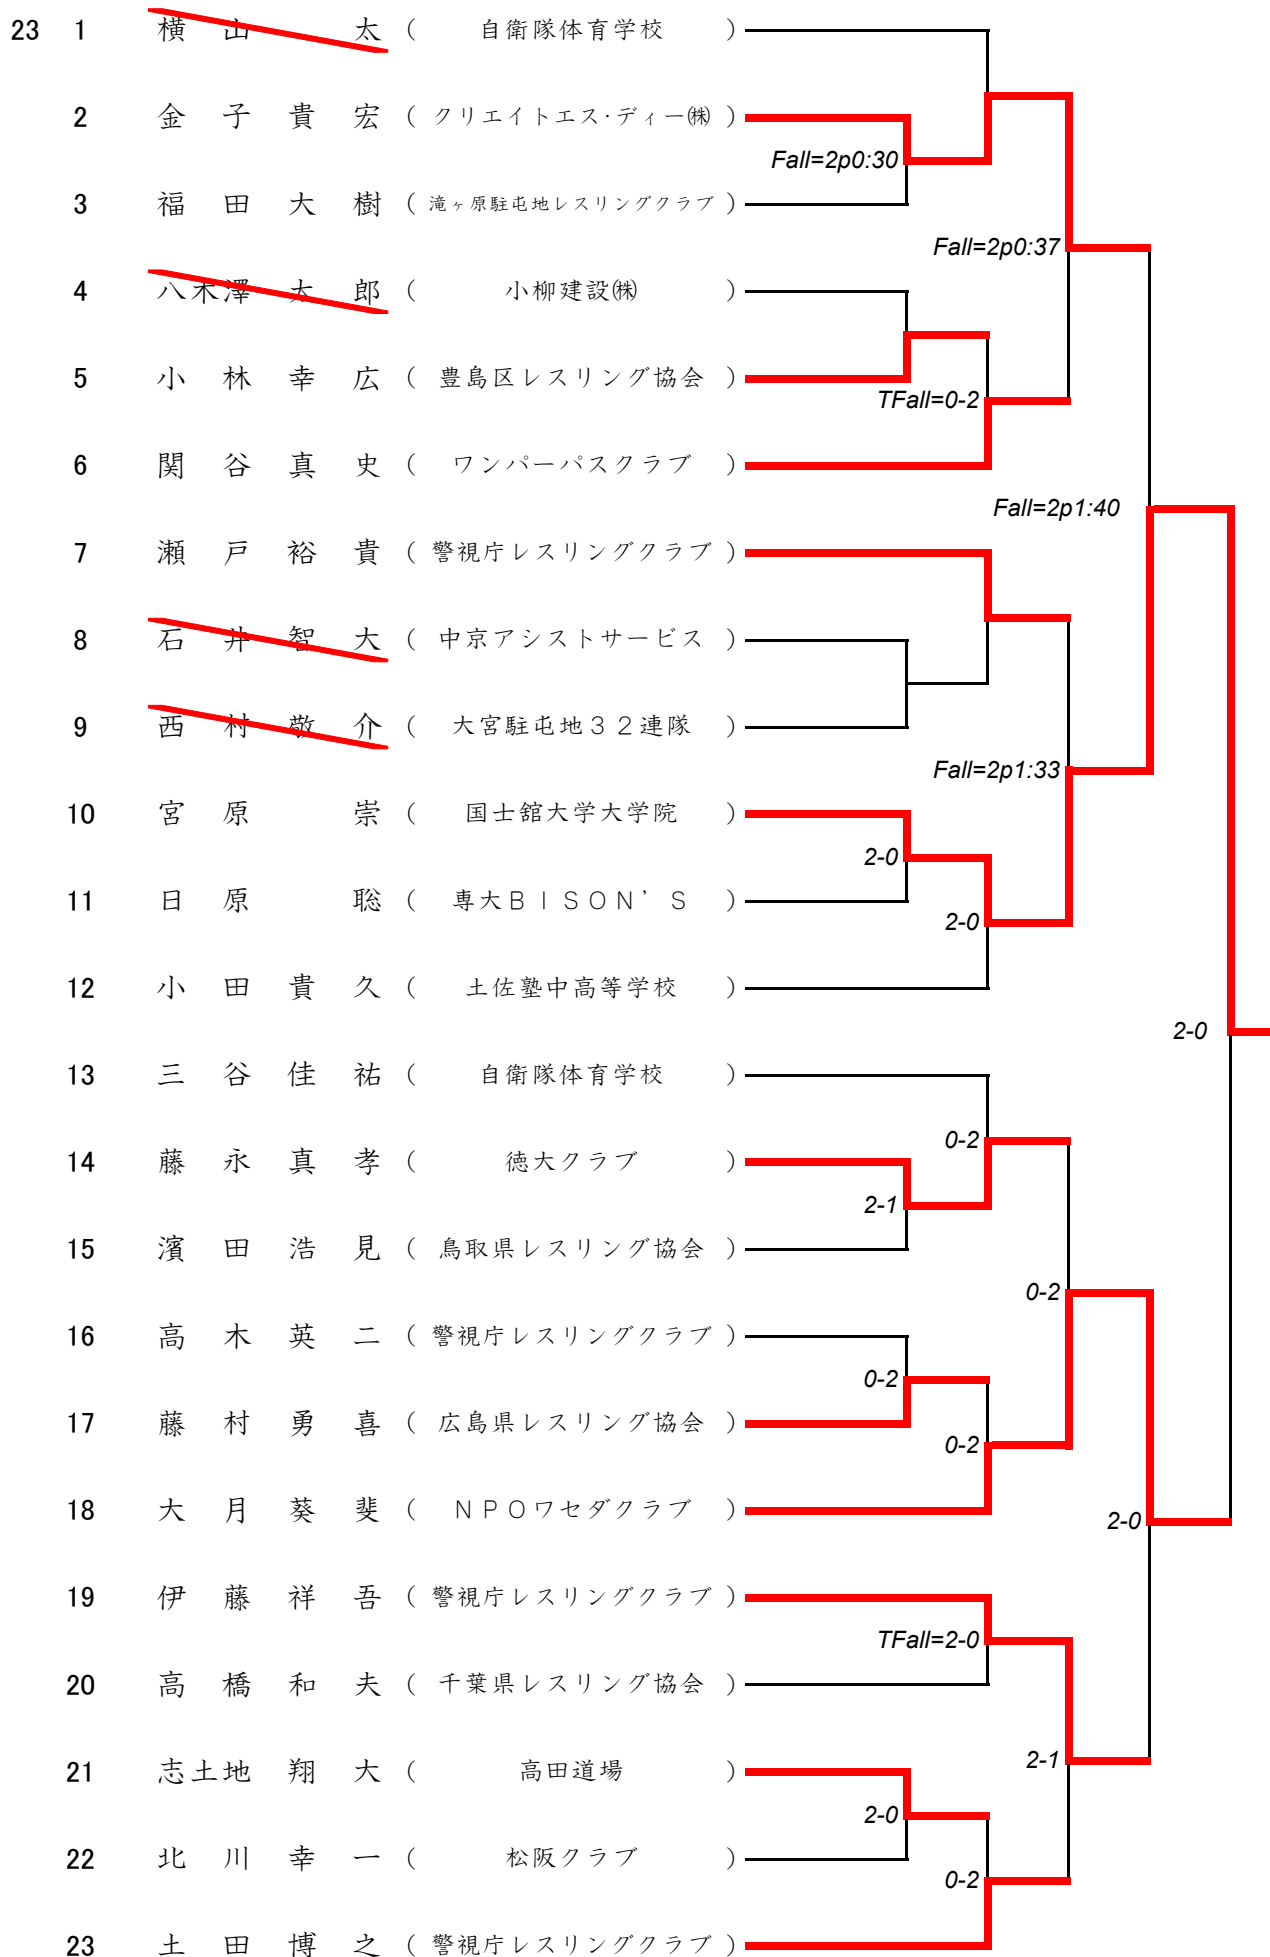 23 1 横山 太 ( 自衛隊体育学校 )
2 金子貴宏 ( クリエイトエス・ディー㈱ )
Fall=2p0:30
3 福田大樹 ( 滝ヶ原駐屯地レスリングクラブ )
Fall=2p0:37
4 八木澤太郎 ( 小柳建設㈱ )
5 小林幸広 ( 豊島区レスリング協会 )
TFall=0-2
6 関谷真史 ( ワンパーパスクラブ )
Fall=2p1:40
7 瀬戸裕貴 ( 警視庁レスリングクラブ )
8 石井智大 ( 中京アシストサービス )
9 西村敬介 ( 大宮駐屯地32連隊 )
Fall=2p1:33
10 宮原 崇 ( 国士舘大学大学院 )
2-0
11 日原 聡 ( 専大BISON'S )
2-0
12 小田貴久 ( 土佐塾中高等学校 )
2-0
13 三谷佳祐 ( 自衛隊体育学校 )
0-2
14 藤永真孝 ( 徳大クラブ )
2-1
15 濱田浩見 ( 鳥取県レスリング協会 )
0-2
16 高木英二 ( 警視庁レスリングクラブ )
0-2
17 藤村勇喜 ( 広島県レスリング協会 )
0-2
18 大月葵斐 ( NPOワセダクラブ )
2-0
19 伊藤祥吾 ( 警視庁レスリングクラブ )
TFall=2-0
20 高橋和夫 ( 千葉県レスリング協会 )
2-1
21 志土地翔大 ( 高田道場 )
2-0
22 北川幸一 ( 松阪クラブ )
0-2
23 土田博之 ( 警視庁レスリングクラブ )